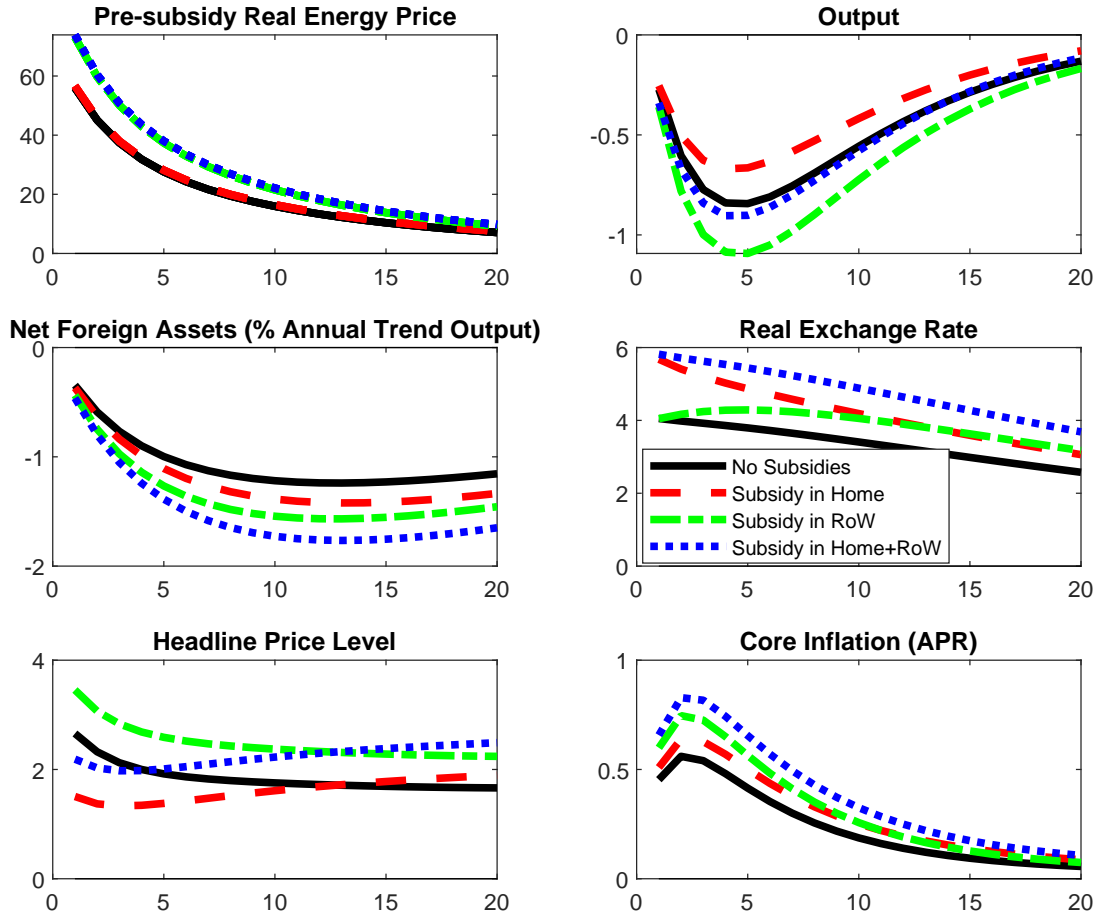 Pre-subsidy Real Energy Price
60
40
20
0
0 5 10 15 20
Output
0
-0.5
-1
0 5 10 15 20
Net Foreign Assets (% Annual Trend Output)
0
-1
-2
0 5 10 15 20
Real Exchange Rate
6
4
2
0
No Subsidies
Subsidy in Home
Subsidy in RoW
Subsidy in Home+RoW
0 5 10 15 20
Headline Price Level
4
2
0
0 5 10 15 20
Core Inflation (APR)
1
0.5
0
0 5 10 15 20